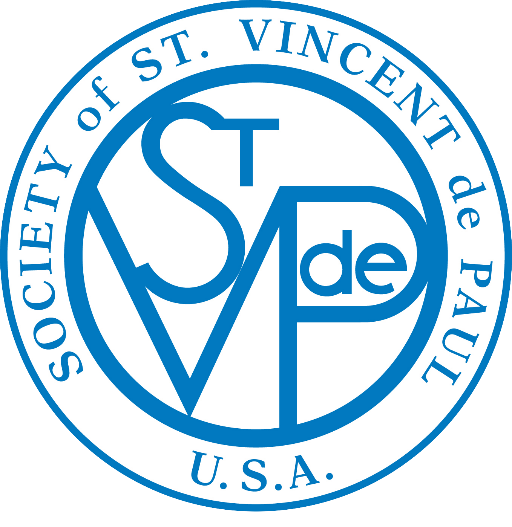 SOCIETY of ST. VINCENT de PAUL
ST
V de P
U.S.A.